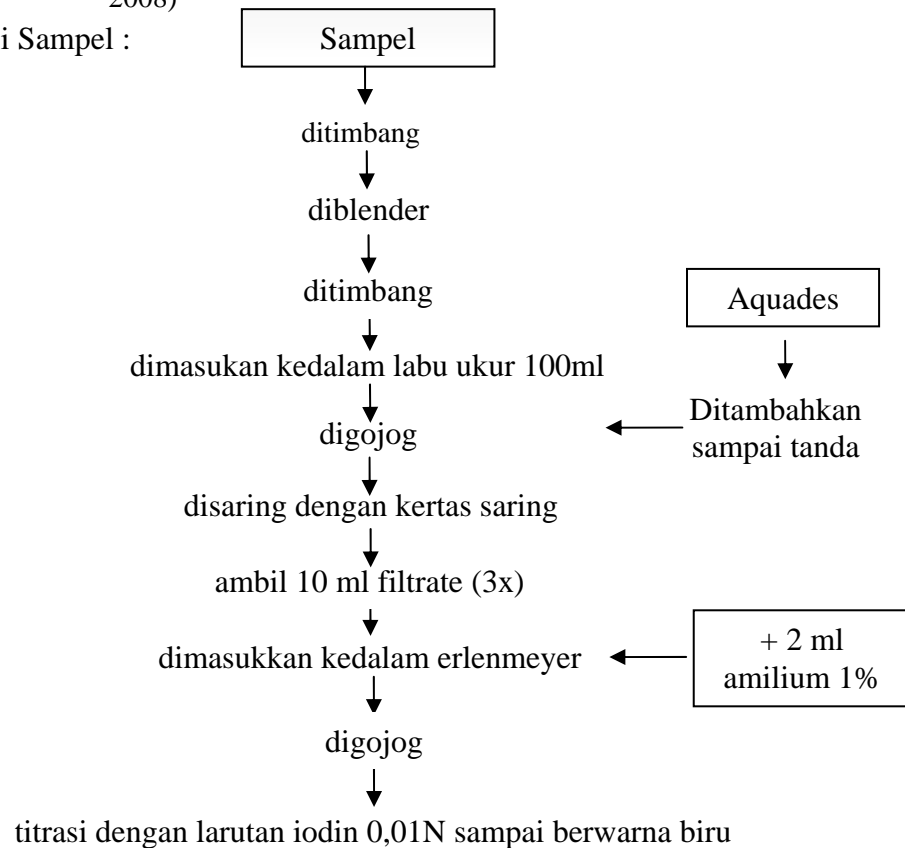 2008)
i Sampel :
Sampel
ditimbang
diblender
ditimbang
Aquades
dimasukan kedalam labu ukur 100ml
Ditambahkan
sampai tanda
digojog
disaring dengan kertas saring
ambil 10 ml filtrate (3x)
dimasukkan kedalam erlenmeyer
+ 2 ml
amilium 1%
digojog
titrasi dengan larutan iodin 0,01N sampai berwarna biru